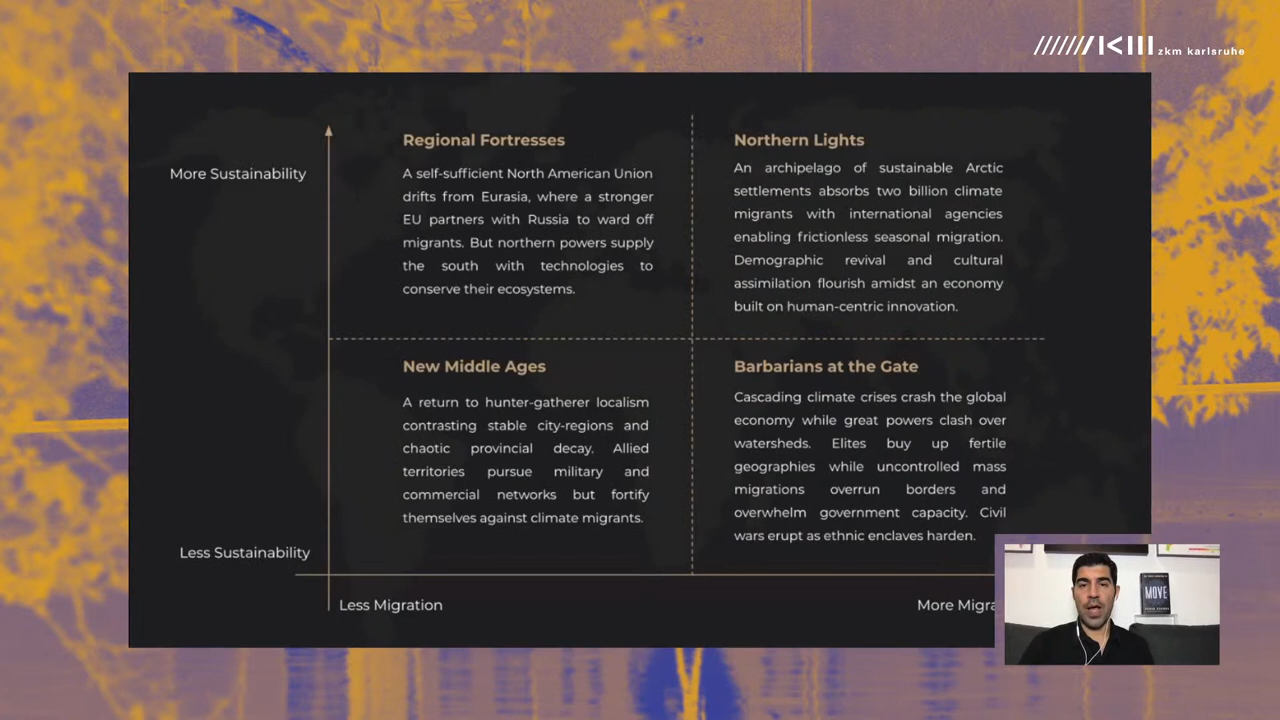 zkm karlsruhe
Regional Fortresses
Northern Lights
More Sustainability
A self-sufficient North American Union
drifts from Eurasia, where a stronger
EU partners with Russia to ward off
migrants. But northern powers supply
the south with technologies to
conserve their ecosystems.
An archipelago of sustainable Arctic
settlements absorbs two billion climate
migrants with international agencies
enabling frictionless seasonal migration.
Demographic revival and cultural
assimilation flourish amidst an economy
built on human-centric innovation.
New Middle Ages
A return to hunter-gatherer localism
contrasting stable city-regions and
chaotic provincial decay. Allied
territories pursue military and
commercial networks but fortify
themselves against climate migrants.
Barbarians at the Gate
Cascading climate crises crash the global
economy while great powers clash over
watersheds. Elites buy up fertile
geographies while uncontrolled mass
migrations overrun borders and
overwhelm government capacity. Civil
wars erupt as ethnic enclaves harden.
Less Sustainability
Less Migration
More Migra
MOVE